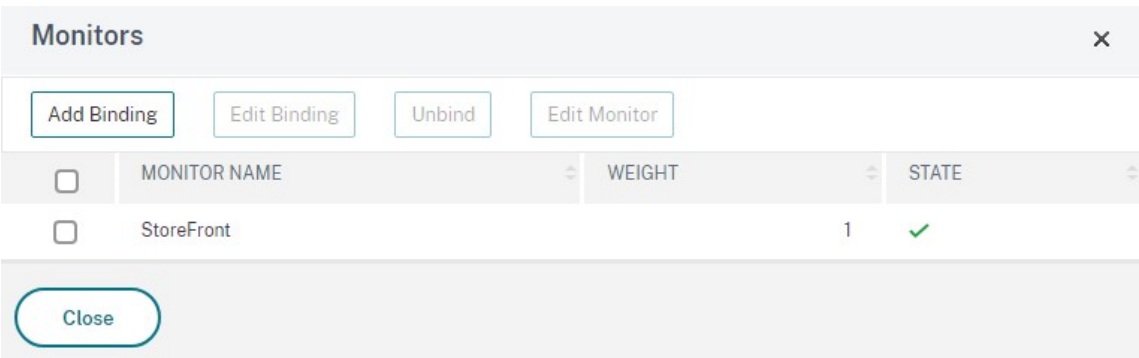 Monitors
Add Binding Edit Binding Unbind Edit Monitor
MONITOR NAME WEIGHT STATE
StoreFront 1
Close